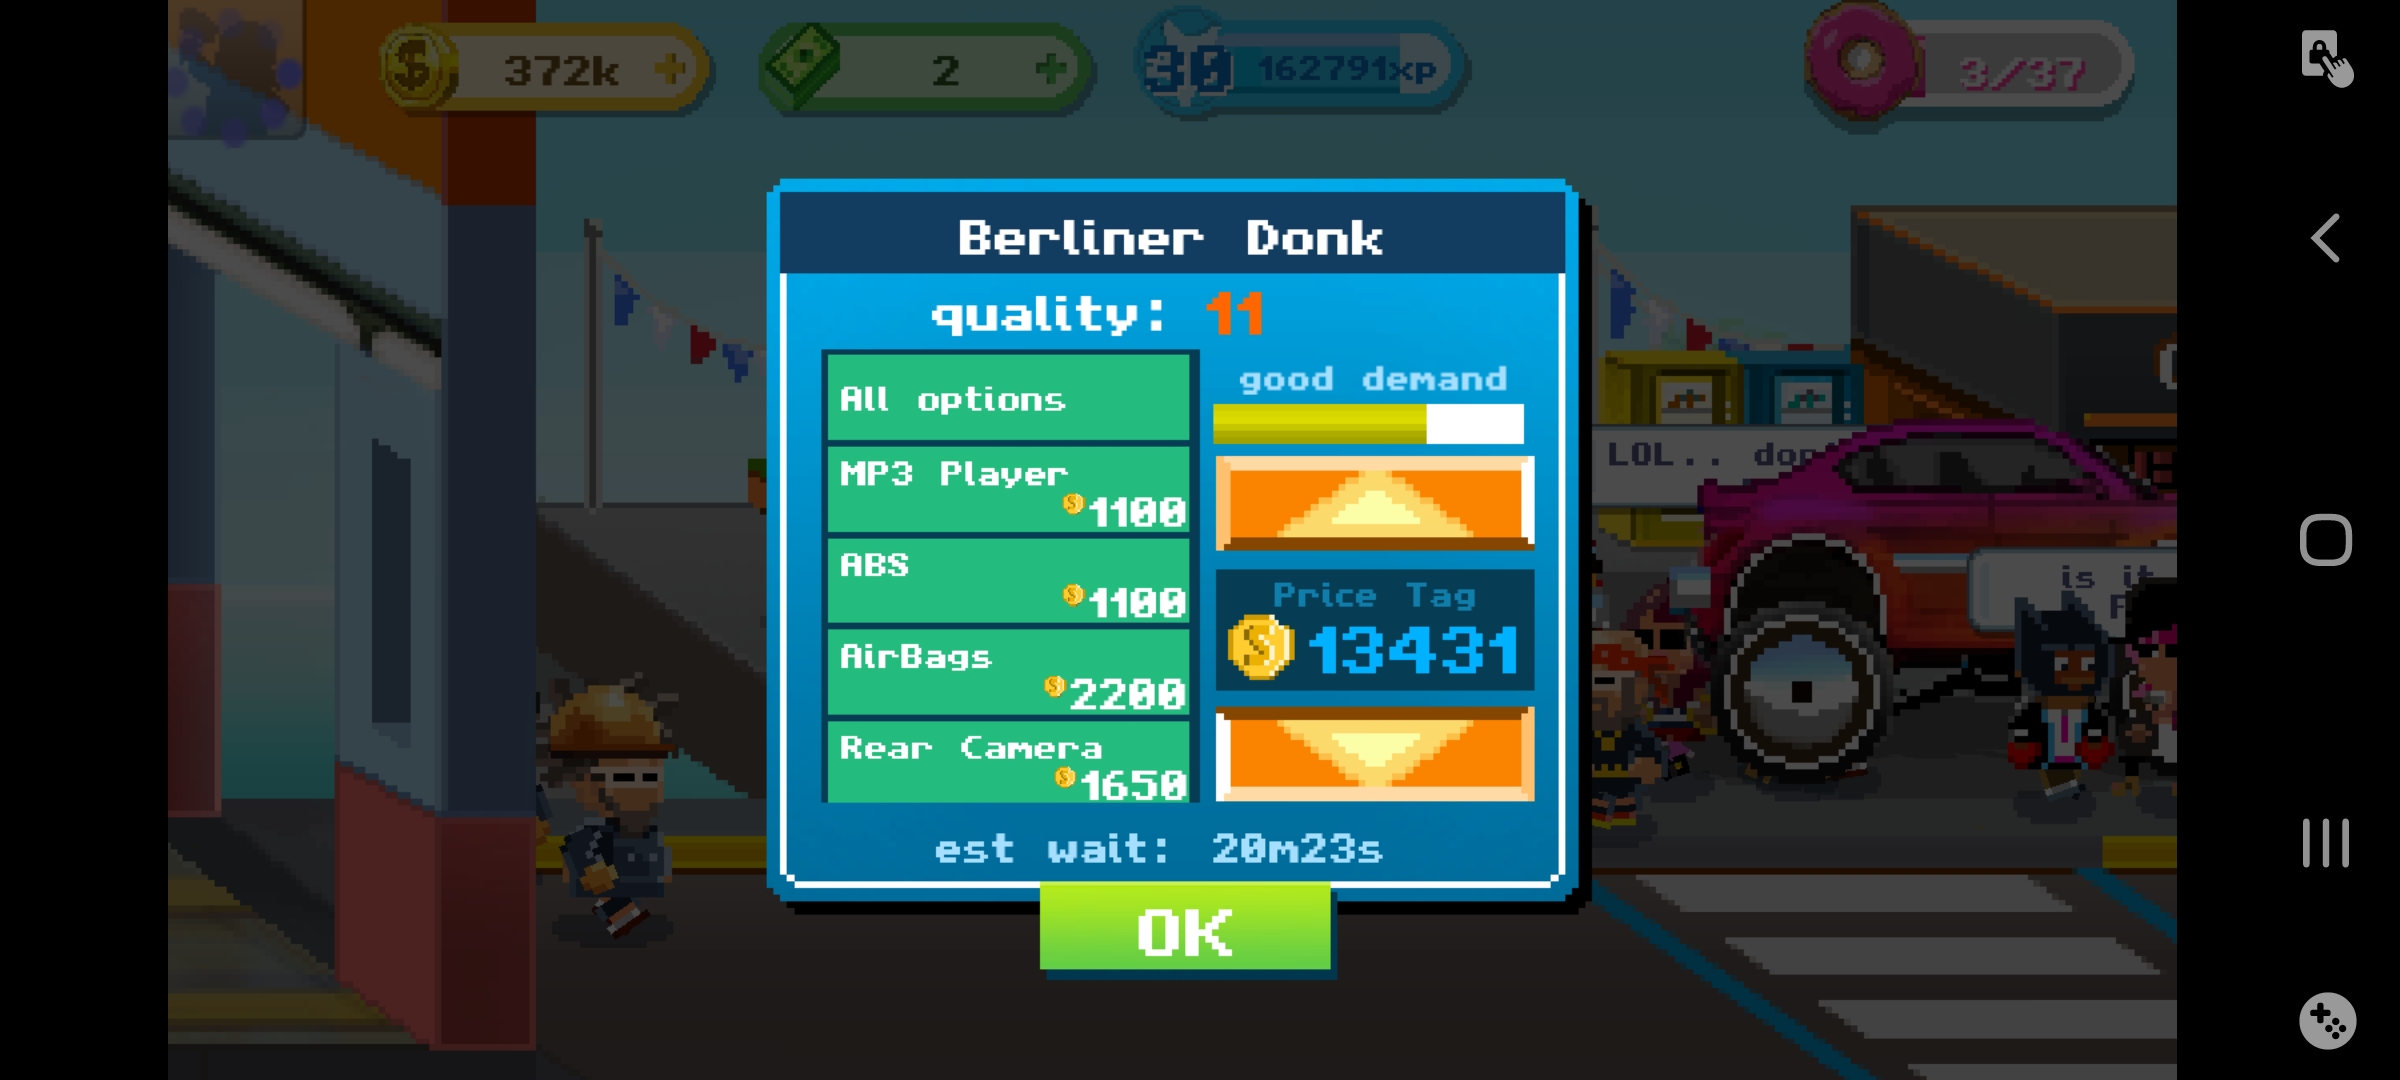 372k
2
30
162791xp
3/37
Berliner Donk
quality: 11
All options
MP3 Player
1100
ABS
1100
AirBags
2200
Rear Camera
1650
good demand
Price Tag
13431
est wait: 20m23s
OK
LOL..
is it